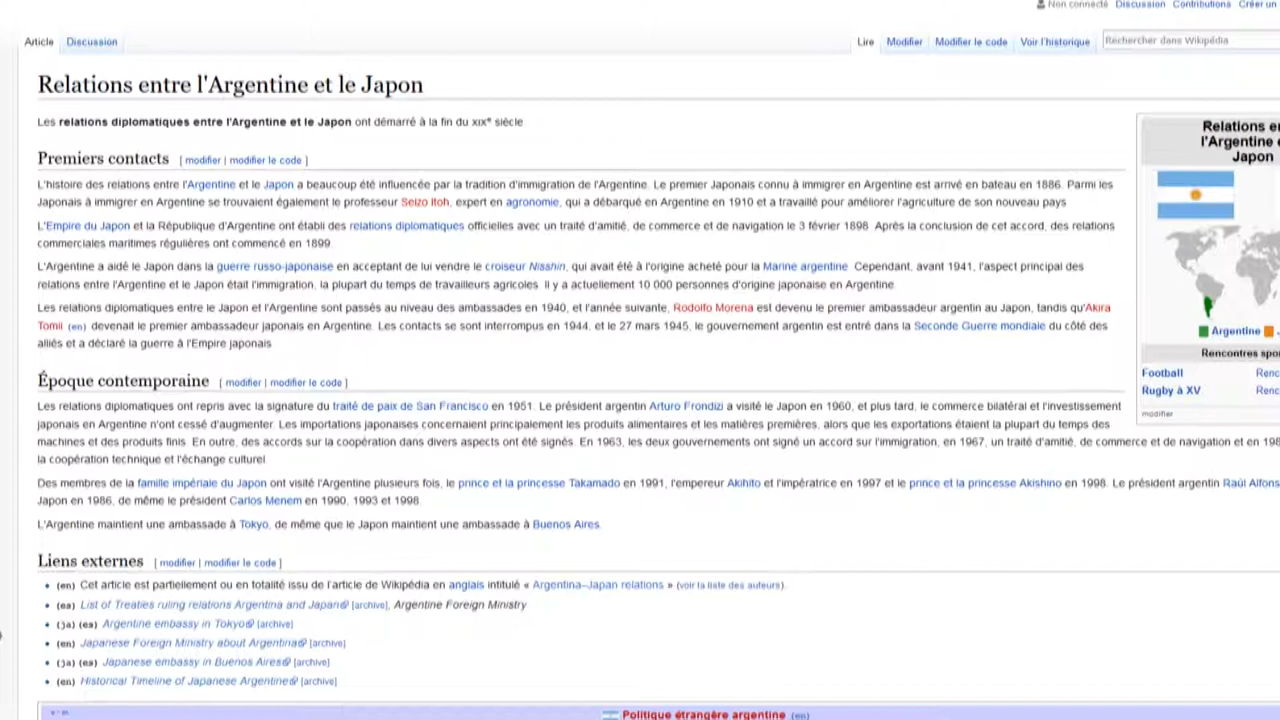 Non connecté Discussion Contributions Créer un
Article Discussion Lire Modifier Modifier le code Voir l'historique Rechercher dans Wikipédia
Relations entre l'Argentine et le Japon
Les relations diplomatiques entre l'Argentine et le Japon ont démarré à la fin du XIXe siècle
Premiers contacts [ modifier | modifier le code ]
L'histoire des relations entre l'Argentine et le Japon a beaucoup été influencée par la tradition d'immigration de l'Argentine. Le premier Japonais connu à immigrer en Argentine est arrivé en bateau en 1886. Parmi les
Japonais à immigrer en Argentine se trouvaient également le professeur Seizo Itoh, expert en agronomie, qui a débarqué en Argentine en 1910 et a travaillé pour améliorer l'agriculture de son nouveau pays
L'Empire du Japon et la République d'Argentine ont établi des relations diplomatiques officielles avec un traité d'amitié, de commerce et de navigation le 3 février 1898. Après la conclusion de cet accord, des relations
commerciales maritimes régulières ont commencé en 1899
L'Argentine a aidé le Japon dans la guerre russo-japonaise en acceptant de lui vendre le croiseur Nisshin, qui avait été à l'origine acheté pour la Marine argentine. Cependant, avant 1941, l'aspect principal des
relations entre l'Argentine et le Japon était l'immigration, la plupart du temps de travailleurs agricoles. Il y a actuellement 10 000 personnes d'origine japonaise en Argentine
Les relations diplomatiques entre le Japon et l'Argentine sont passés au niveau des ambassades en 1940, et l'année suivante, Rodolfo Morena est devenu le premier ambassadeur argentin au Japon, tandis qu'Akira
Tomii (en) devenait le premier ambassadeur japonais en Argentine. Les contacts se sont interrompus en 1944, et le 27 mars 1945, le gouvernement argentin est entré dans la Seconde Guerre mondiale du côté des
alliés et a déclaré la guerre à l'Empire japonais
Époque contemporaine [ modifier | modifier le code ]
Les relations diplomatiques ont repris avec la signature du traité de paix de San Francisco en 1951. Le président argentin Arturo Frondizi a visité le Japon en 1960, et plus tard, le commerce bilatéral et l'investissement
japonais en Argentine n'ont cessé d'augmenter. Les importations japonaises concernaient principalement les produits alimentaires et les matières premières, alors que les exportations étaient la plupart du temps des
machines et des produits finis. En outre, des accords sur la coopération dans divers aspects ont été signés. En 1963, les deux gouvernements ont signé un accord sur l'immigration, en 1967, un traité d'amitié, de commerce et de navigation et en 198
la coopération technique et l'échange culturel
Des membres de la famille impériale du Japon ont visité l'Argentine plusieurs fois, le prince et la princesse Takamado en 1991, l'empereur Akihito et l'impératrice en 1997 et le prince et la princesse Akishino en 1998. Le président argentin Raúl Alfons
Japon en 1986, de même le président Carlos Menem en 1990, 1993 et 1998.
L'Argentine maintient une ambassade à Tokyo, de même que le Japon maintient une ambassade à Buenos Aires.
Liens externes [ modifier | modifier le code ]
• (en) Cet article est partiellement ou en totalité issu de l'article de Wikipédia en anglais intitulé « Argentina–Japan relations » (voir la liste des auteurs).
• (es) List of Treaties ruling relations Argentina and Japan [archive], Argentine Foreign Ministry
• (ja) (es) Argentine embassy in Tokyo [archive]
• (en) Japanese Foreign Ministry about Argentina [archive]
• (ja) (es) Japanese embassy in Buenos Aires [archive]
• (en) Historical Timeline of Japanese Argentine [archive]
Relations e
l'Argentine e
Japon
Argentine
Rencontres spo
Football Renc
Rugby à XV Renc
modifier
Politique étrangère argentine (en)